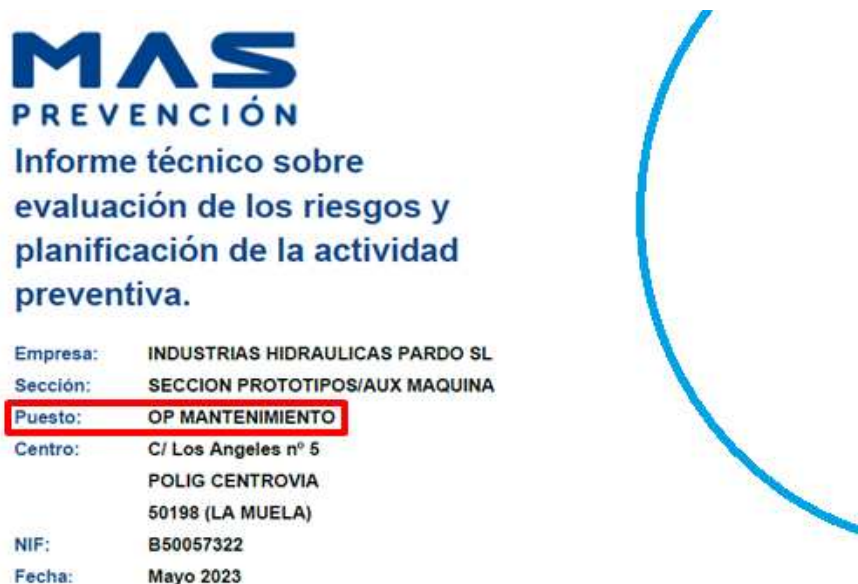 MAS
PREVENCIÓN
Informe técnico sobre
evaluación de los riesgos y
planificación de la actividad
preventiva.
Empresa: INDUSTRIAS HIDRAULICAS PARDO SL
Sección: SECCION PROTOTIPOS/AUX MAQUINA
Puesto: OP MANTENIMIENTO
Centro: C/ Los Angeles nº 5
POLIG CENTROVIA
50198 (LA MUELA)
NIF: B50057322
Fecha: Mayo 2023